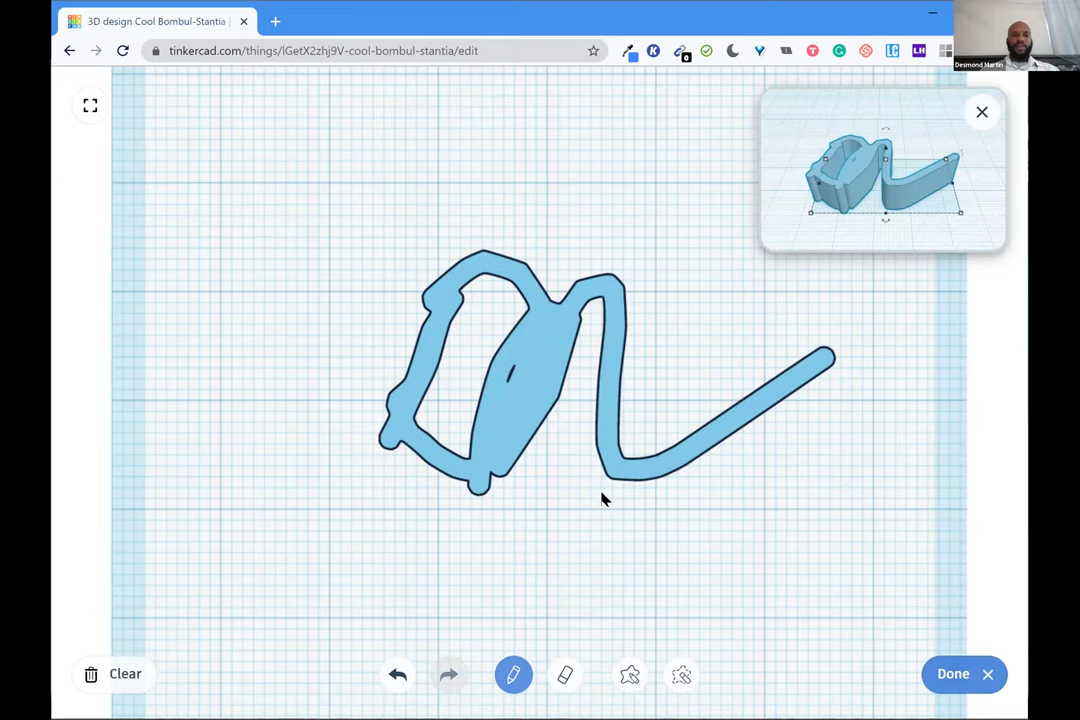 3D design Cool Bombul-Stantia |
tinkercad.com/things/lGetX2zhj9V-cool-bombul-stantia/edit
Desmond Martin
Clear
Done